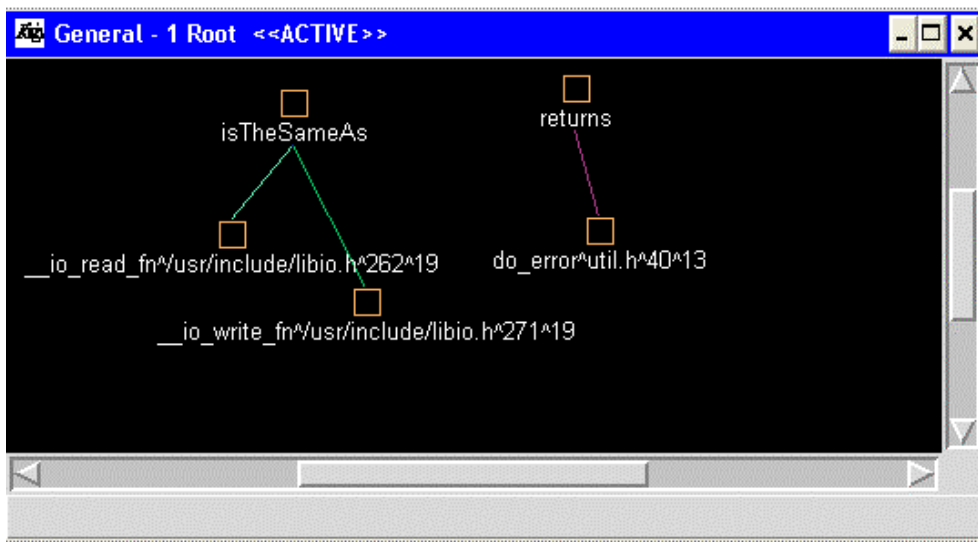 General - 1 Root <<ACTIVE>>
isTheSameAs
returns
__io_read_fn^/usr/include/libio.h^262^19
do_error^util.h^40^13
__io_write_fn^/usr/include/libio.h^271^19